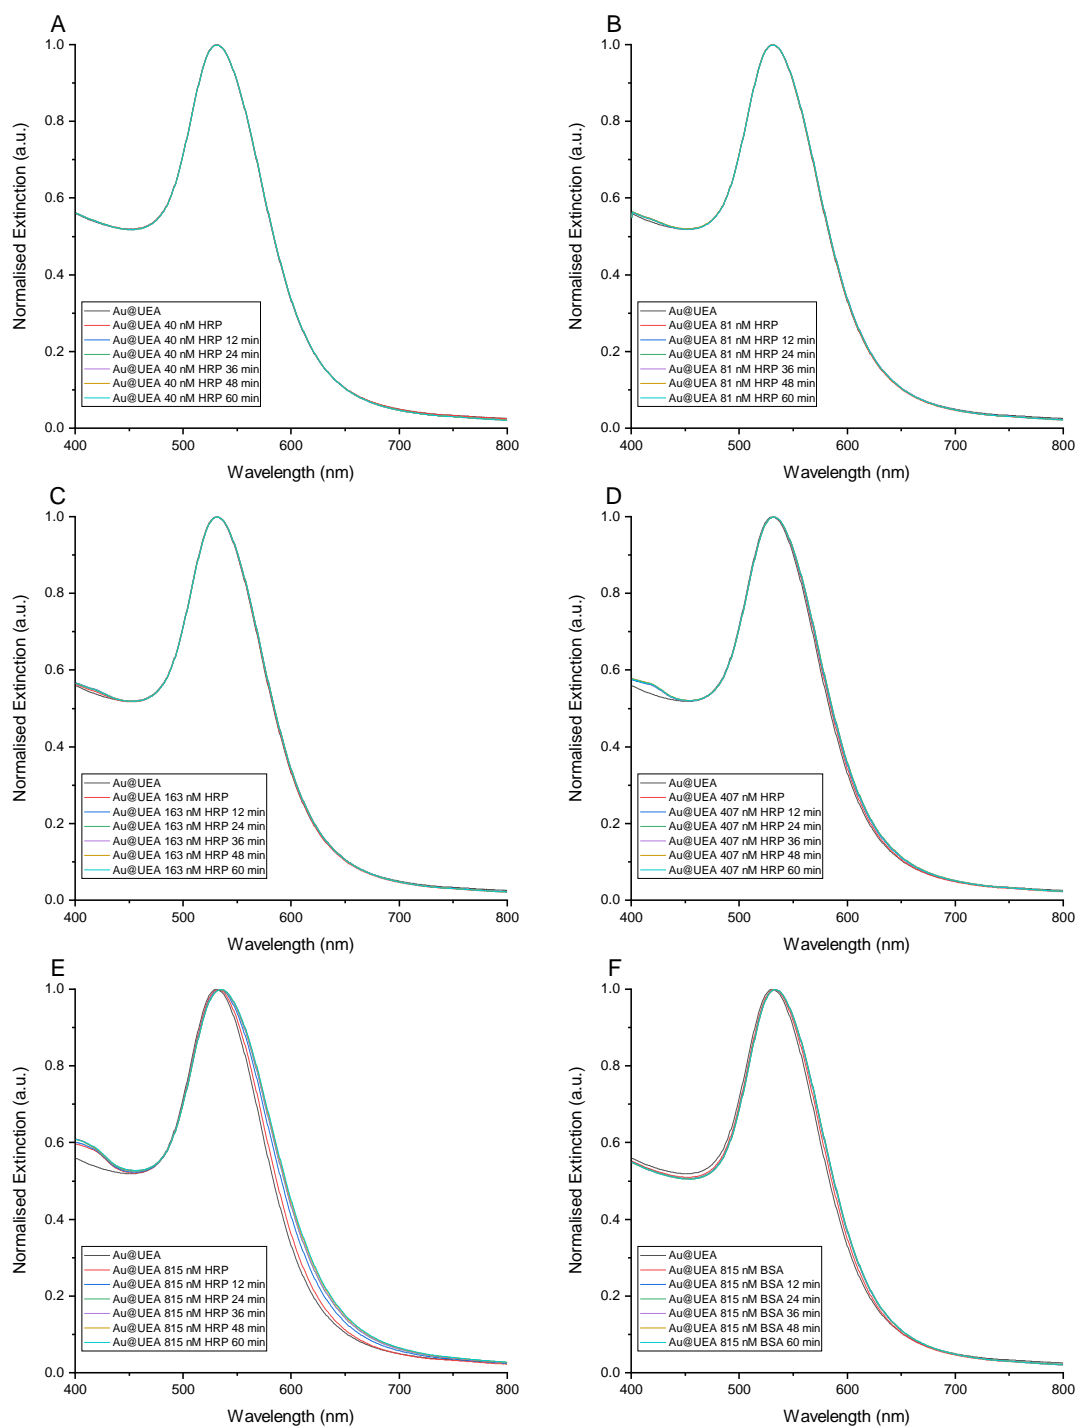 A
Normalised Extinction (a.u.)
1.0
0.8
0.6
0.4
0.2
0.0
Au@UEA
Au@UEA 40 nM HRP
Au@UEA 40 nM HRP 12 min
Au@UEA 40 nM HRP 24 min
Au@UEA 40 nM HRP 36 min
Au@UEA 40 nM HRP 48 min
Au@UEA 40 nM HRP 60 min
400 500 600 700 800
Wavelength (nm)
B
Normalised Extinction (a.u.)
1.0
0.8
0.6
0.4
0.2
0.0
Au@UEA
Au@UEA 81 nM HRP
Au@UEA 81 nM HRP 12 min
Au@UEA 81 nM HRP 24 min
Au@UEA 81 nM HRP 36 min
Au@UEA 81 nM HRP 48 min
Au@UEA 81 nM HRP 60 min
400 500 600 700 800
Wavelength (nm)
C
Normalised Extinction (a.u.)
1.0
0.8
0.6
0.4
0.2
0.0
Au@UEA
Au@UEA 163 nM HRP
Au@UEA 163 nM HRP 12 min
Au@UEA 163 nM HRP 24 min
Au@UEA 163 nM HRP 36 min
Au@UEA 163 nM HRP 48 min
Au@UEA 163 nM HRP 60 min
400 500 600 700 800
Wavelength (nm)
D
Normalised Extinction (a.u.)
1.0
0.8
0.6
0.4
0.2
0.0
Au@UEA
Au@UEA 407 nM HRP
Au@UEA 407 nM HRP 12 min
Au@UEA 407 nM HRP 24 min
Au@UEA 407 nM HRP 36 min
Au@UEA 407 nM HRP 48 min
Au@UEA 407 nM HRP 60 min
400 500 600 700 800
Wavelength (nm)
E
Normalised Extinction (a.u.)
1.0
0.8
0.6
0.4
0.2
0.0
Au@UEA
Au@UEA 815 nM HRP
Au@UEA 815 nM HRP 12 min
Au@UEA 815 nM HRP 24 min
Au@UEA 815 nM HRP 36 min
Au@UEA 815 nM HRP 48 min
Au@UEA 815 nM HRP 60 min
400 500 600 700 800
Wavelength (nm)
F
Normalised Extinction (a.u.)
1.0
0.8
0.6
0.4
0.2
0.0
Au@UEA
Au@UEA 815 nM BSA
Au@UEA 815 nM BSA 12 min
Au@UEA 815 nM BSA 24 min
Au@UEA 815 nM BSA 36 min
Au@UEA 815 nM BSA 48 min
Au@UEA 815 nM BSA 60 min
400 500 600 700 800
Wavelength (nm)